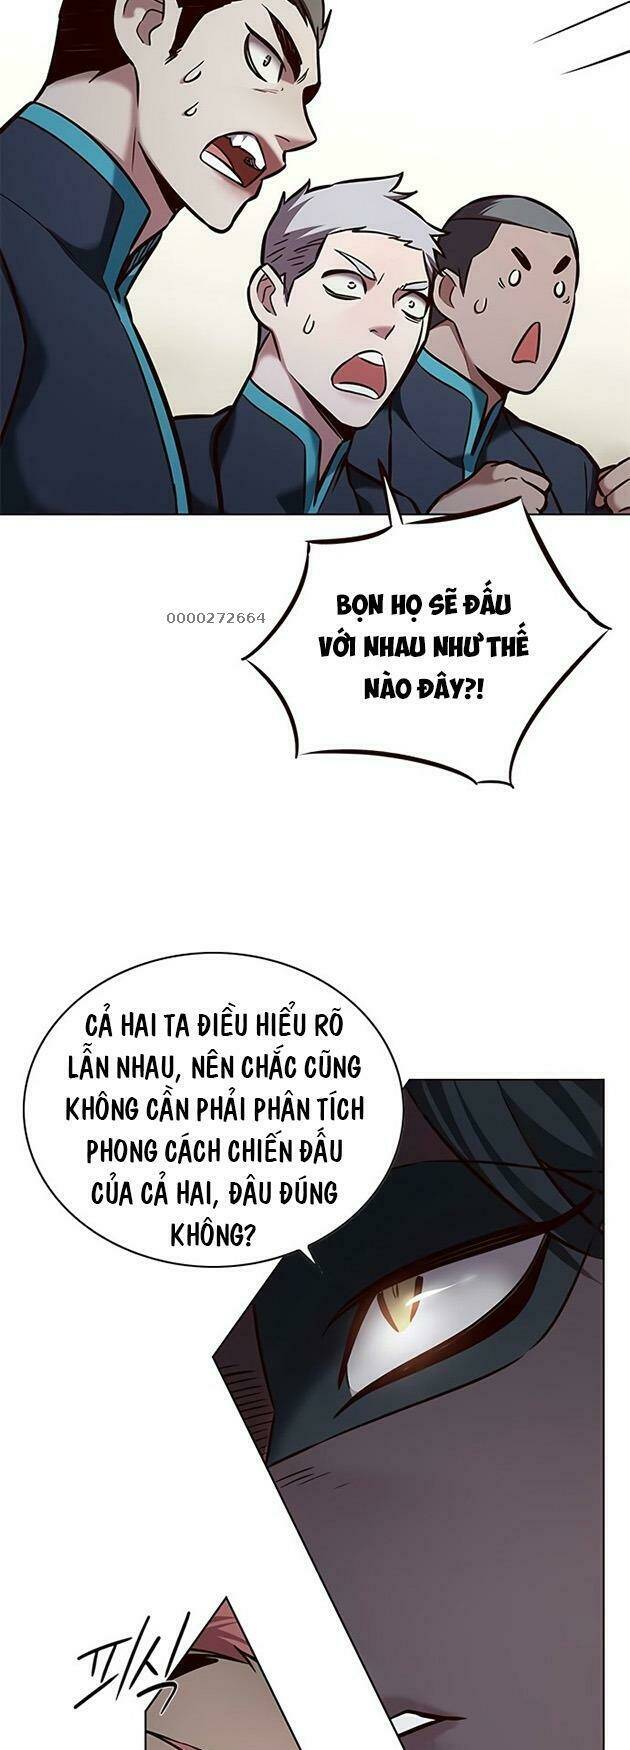 0000272664
BỌN HỌ SẼ ĐẤU
VỚI NHAU NHƯ THẾ
NÀO ĐÂY?!
CẢ HAI TA ĐIỀU HIỂU RÕ
LẪN NHAU, NÊN CHẮC CŨNG
KHÔNG CẦN PHẢI PHÂN TÍCH
PHONG CÁCH CHIẾN ĐẤU
CỦA CẢ HAI, ĐÂU ĐÚNG
KHÔNG?
피식